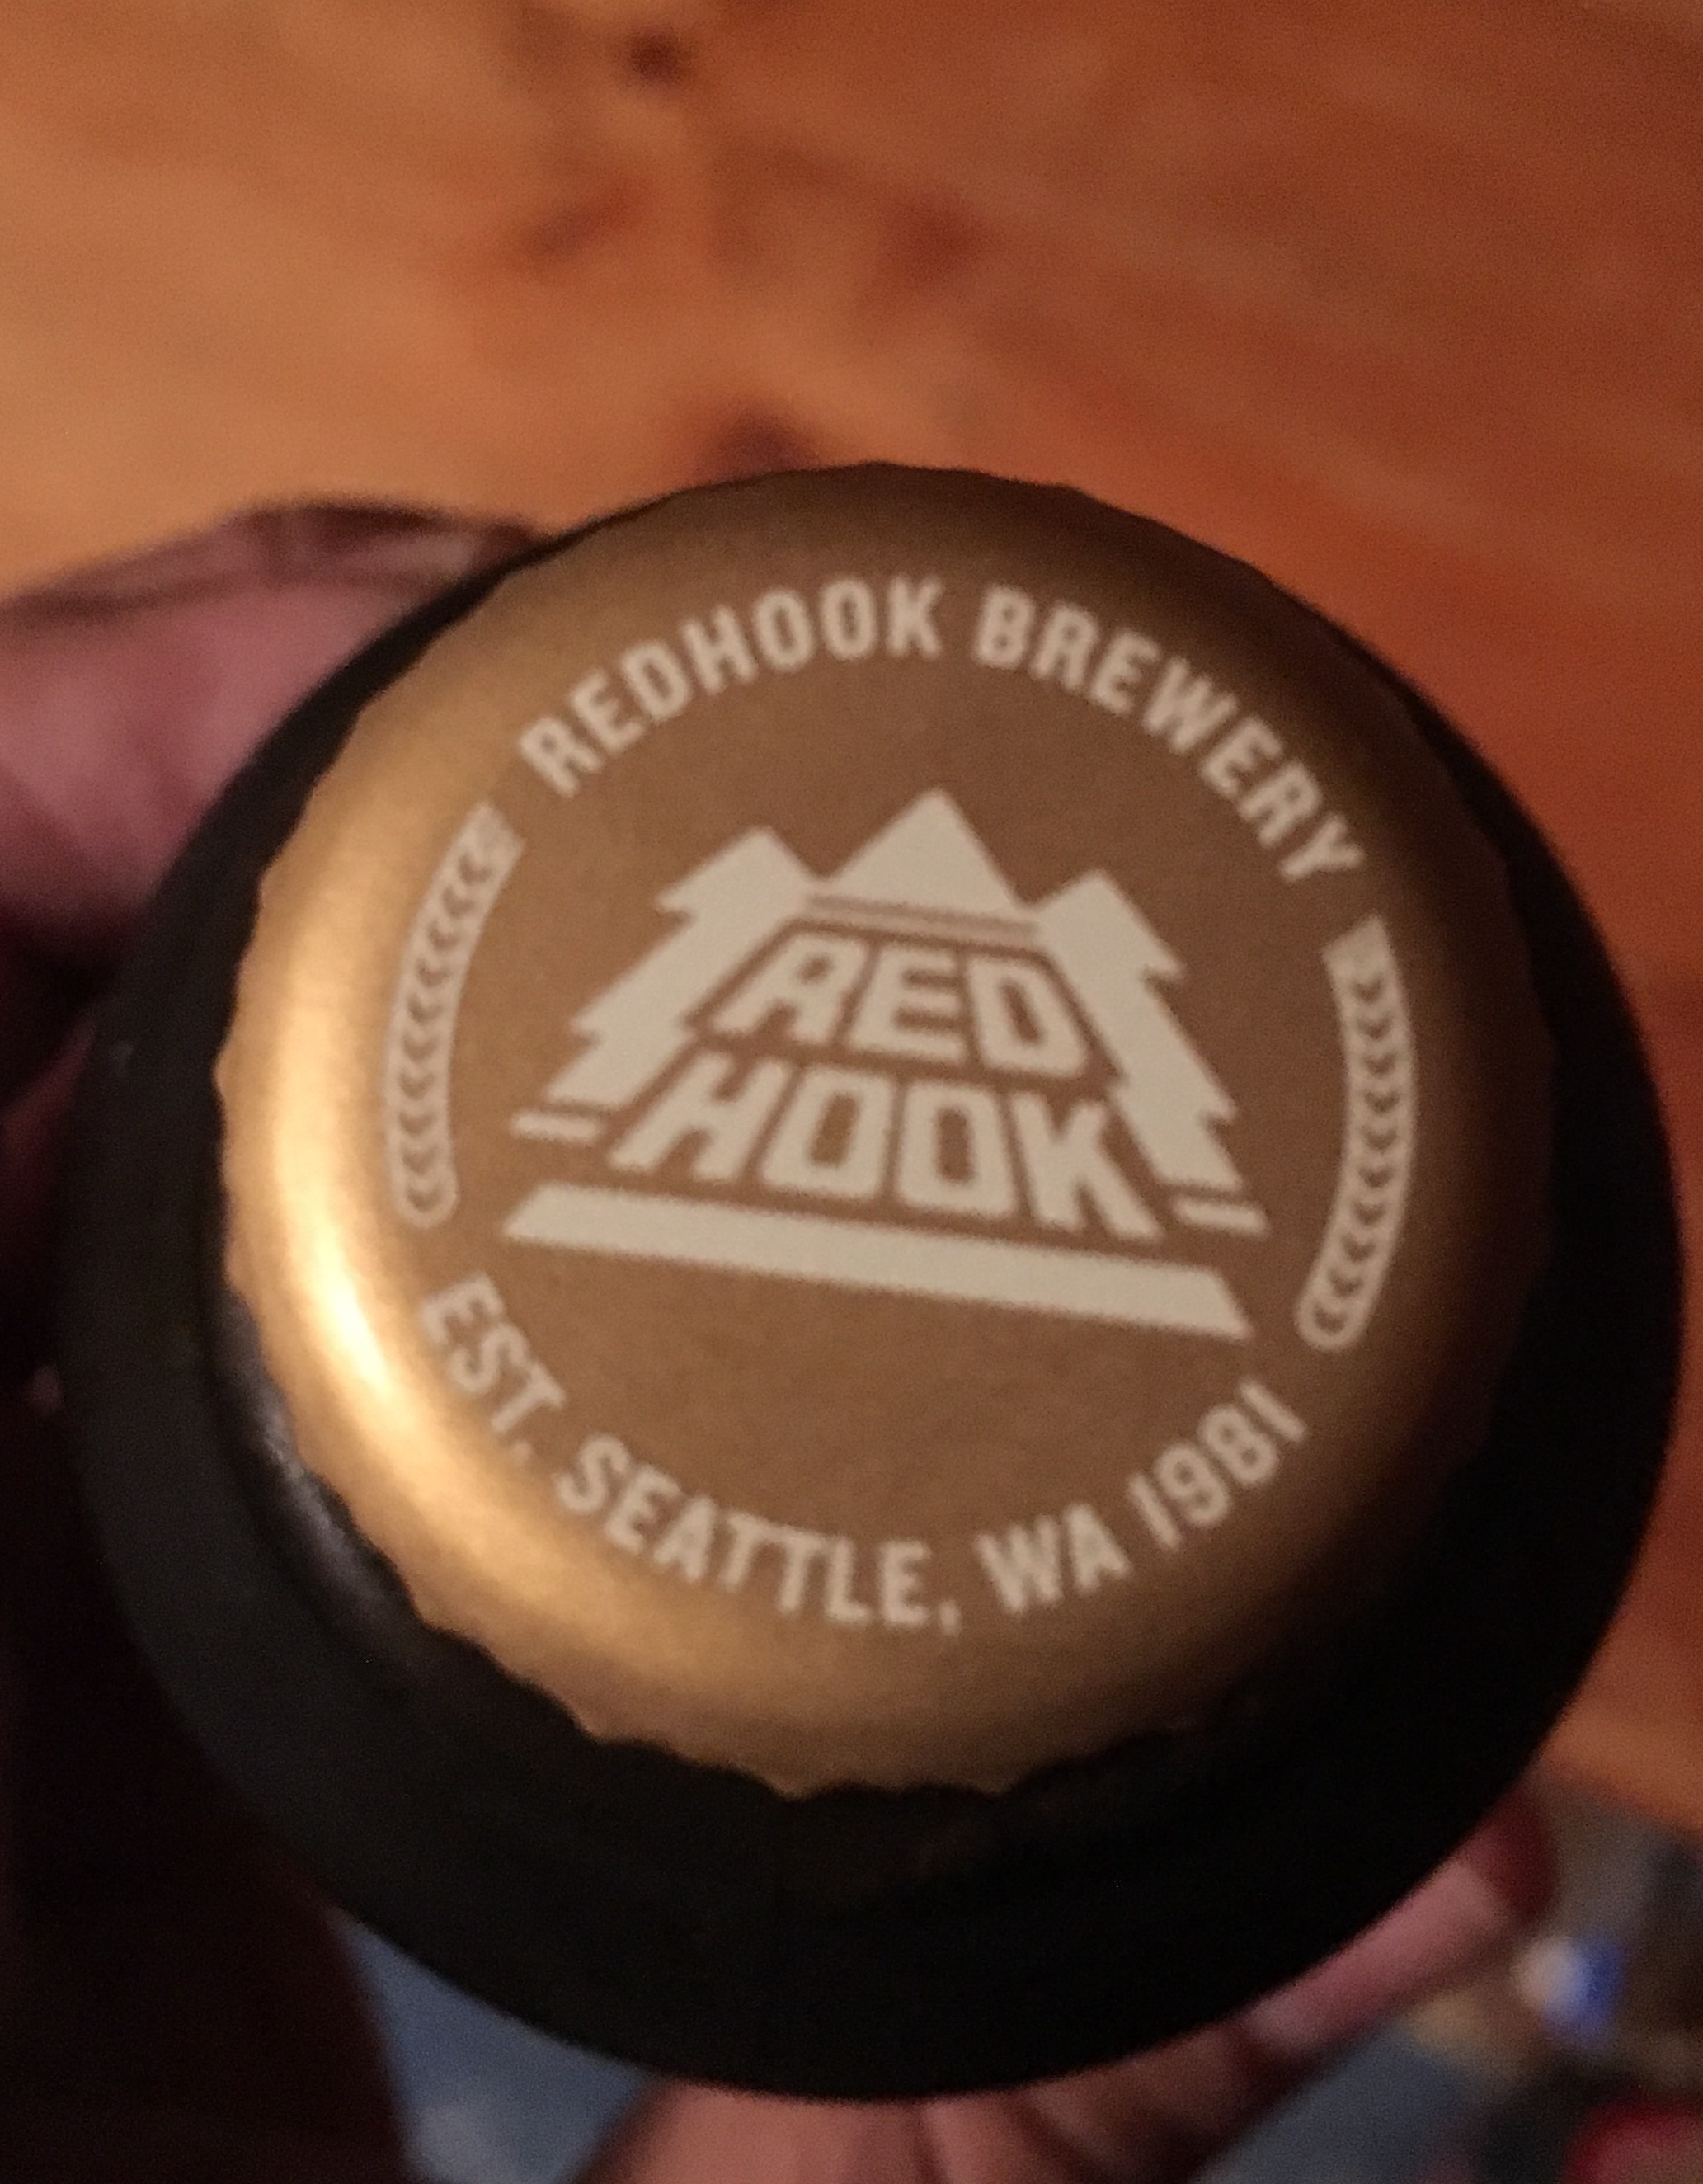 REDHOOK BREWERY
RED
HOOK
EST. SEATTLE, WA 1981